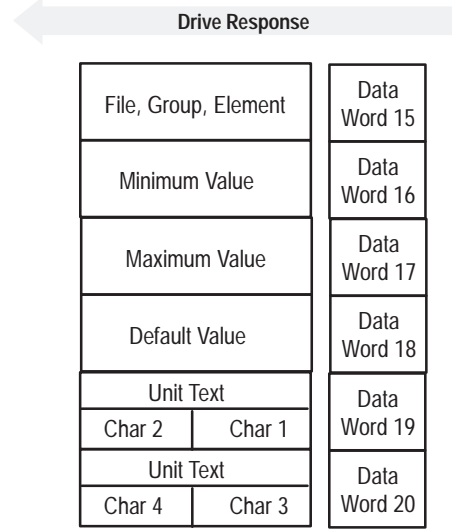 Drive Response
File, Group, Element
Data
Word 15
Minimum Value
Data
Word 16
Maximum Value
Data
Word 17
Default Value
Data
Word 18
Unit Text
Char 2 Char 1
Data
Word 19
Unit Text
Char 4 Char 3
Data
Word 20